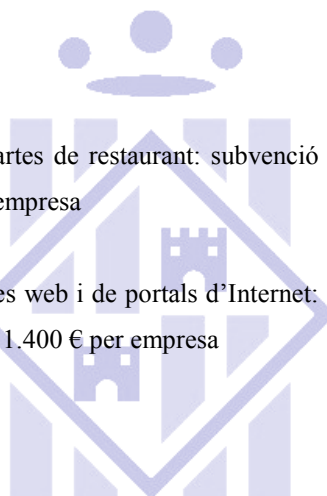 artes de restaurant: subvenció
empresa
es web i de portals d’Internet:
1.400 € per empresa